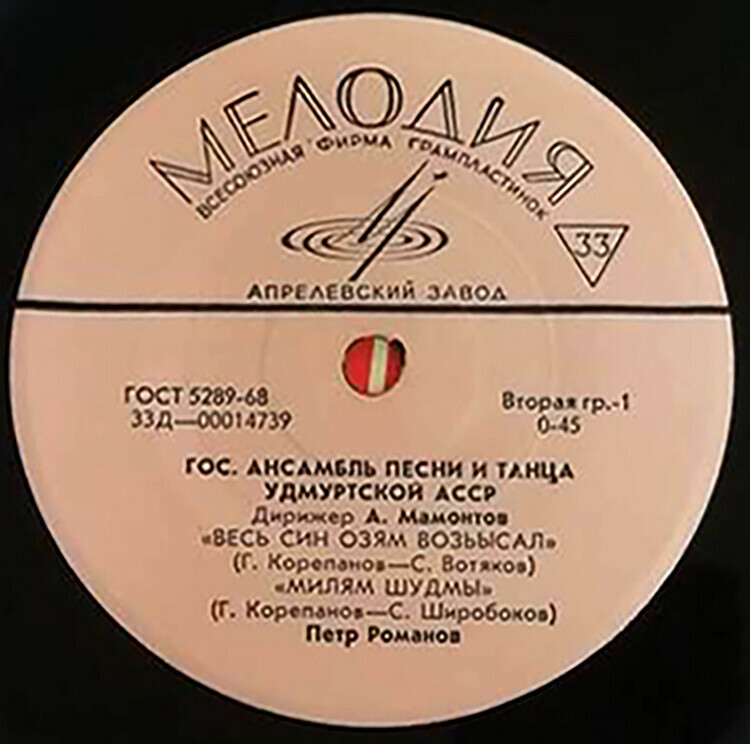 МЕЛОДИЯ
ВСЕСОЮЗНАЯ ФИРМА ГРАМПЛАСТИНОК
33
АПРЕЛЕВСКИЙ ЗАВОД
ГОСТ 5289-68
33Д—00014739
Вторая гр.-1
0-45
ГОС. АНСАМБЛЬ ПЕСНИ И ТАНЦА
УДМУРТСКОЙ АССР
Дирижер А. Мамонтов
«ВЕСЬ СИН ОЗЯМ ВОЗЬЫСАЛ»
(Г. Корепанов—С. Вотяков)
«МИЛЯМ ШУДМЫ»
(Г. Корепанов—С. Широбоков)
Петр Романов